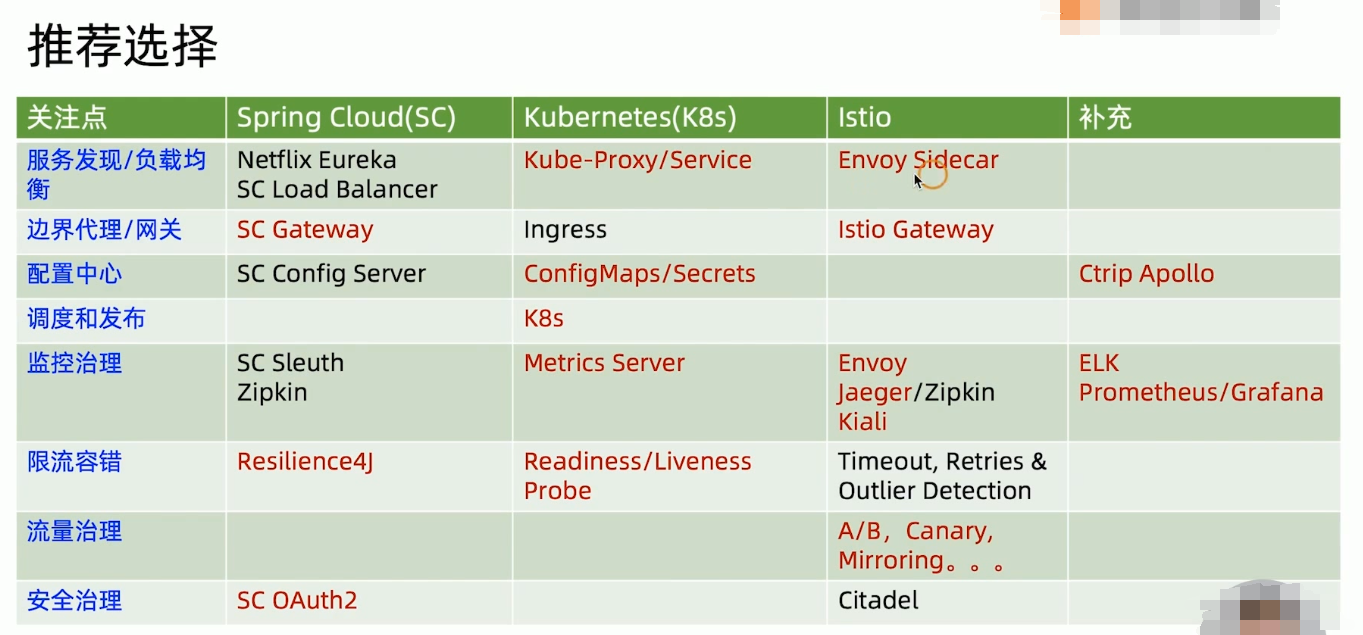 推荐选择
关注点 Spring Cloud(SC) Kubernetes(K8s) Istio 补充
服务发现/负载均 Netflix Eureka Kube-Proxy/Service Envoy Sidecar
衡 SC Load Balancer
边界代理/网关 SC Gateway Ingress Istio Gateway
配置中心 SC Config Server ConfigMaps/Secrets Ctrip Apollo
调度和发布 K8s
监控治理 SC Sleuth Metrics Server Envoy ELK
Zipkin Jaeger/Zipkin Prometheus/Grafana
Kiali
限流容错 Resilience4J Readiness/Liveness Timeout, Retries &
Probe Outlier Detection
流量治理 A/B，Canary,
Mirroring。。。
安全治理 SC OAuth2 Citadel